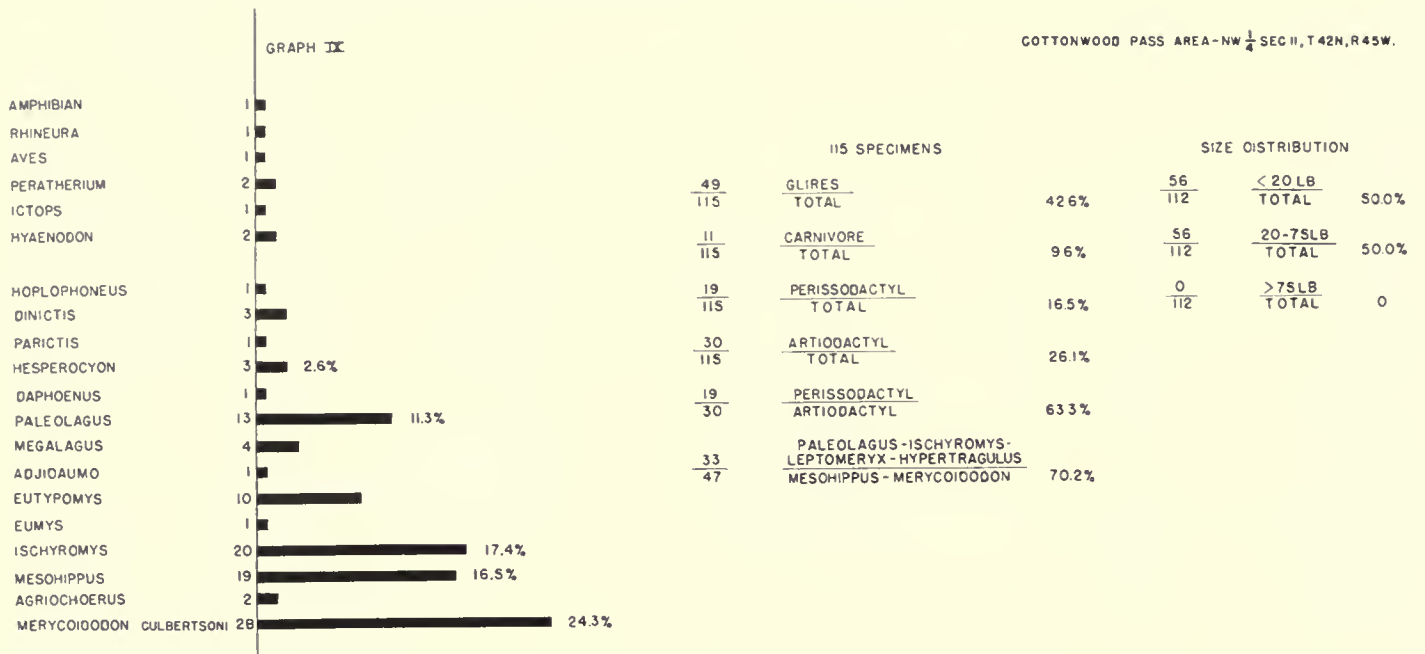 GRAPH IX
COTTONWOOD PASS AREA-NW 1/4 SEC 11, T 42N, R 45W.
AMPHIBIAN 1
RHINEURA 1
AVES 1
PERATHERIUM 2
ICTOPS 1
HYAENODON 2
HOPLOPHONEUS 1
DINICTIS 3
PARICTIS 1
HESPEROCYON 3 2.6%
DAPHOENUS 1
PALEOLAGUS 13 11.3%
MEGALAGUS 4
ADJIDAUMO 1
EUTYPOMYS 10
EUMYS 1
ISCHYROMYS 20 17.4%
MESOHIPPUS 19 16.5%
AGRIOCHOERUS 2
MERYCOIDODON CULBERTSONI 28 24.3%
115 SPECIMENS
49 GLIRES
115 TOTAL 42.6%
11 CARNIVORE
115 TOTAL 9.6%
19 PERISSODACTYL
115 TOTAL 16.5%
30 ARTIODACTYL
115 TOTAL 26.1%
19 PERISSODACTYL
30 ARTIODACTYL 63.3%
PALEOLAGUS-ISCHYROMYS-
33 LEPTOMERYX-HYPERTRAGULUS
47 MESOHIPPUS-MERYCOIDODON 70.2%
SIZE DISTRIBUTION
56 < 20 LB
112 TOTAL 50.0%
56 20-75LB
112 TOTAL 50.0%
0 >75LB
112 TOTAL 0